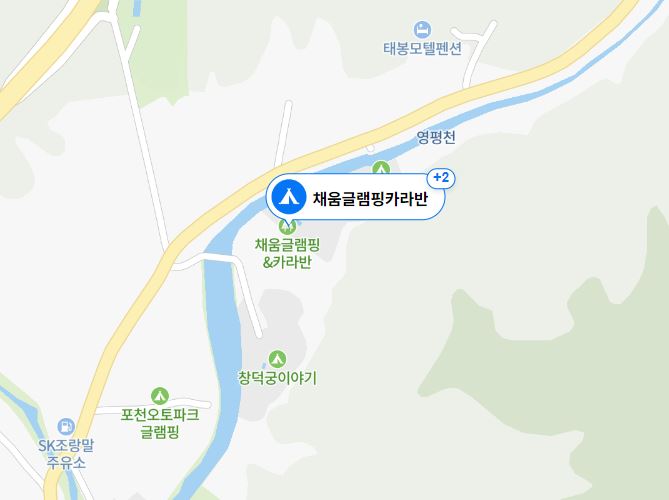 태봉모텔펜션
영평천
+2
채움글램핑카라반
채움글램핑
&카라반
창덕궁이야기
포천오토파크
글램핑
SK조랑말
주유소